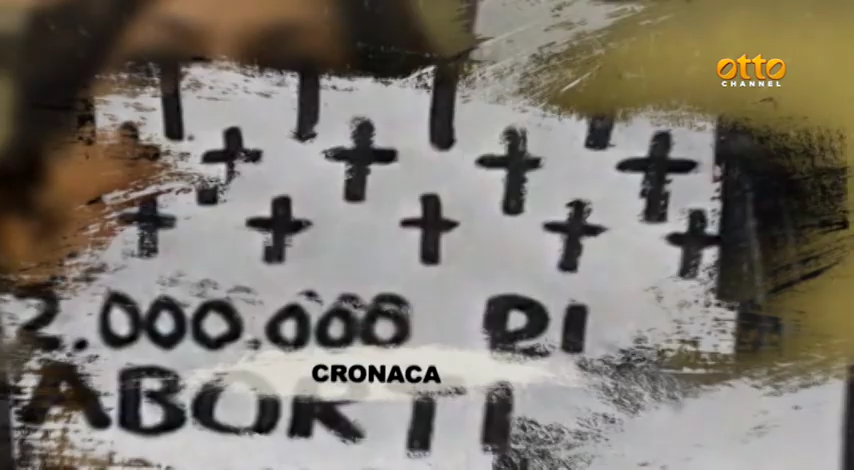 otto
CHANNEL
2.000.000 DI
CRONACA
ABORTI